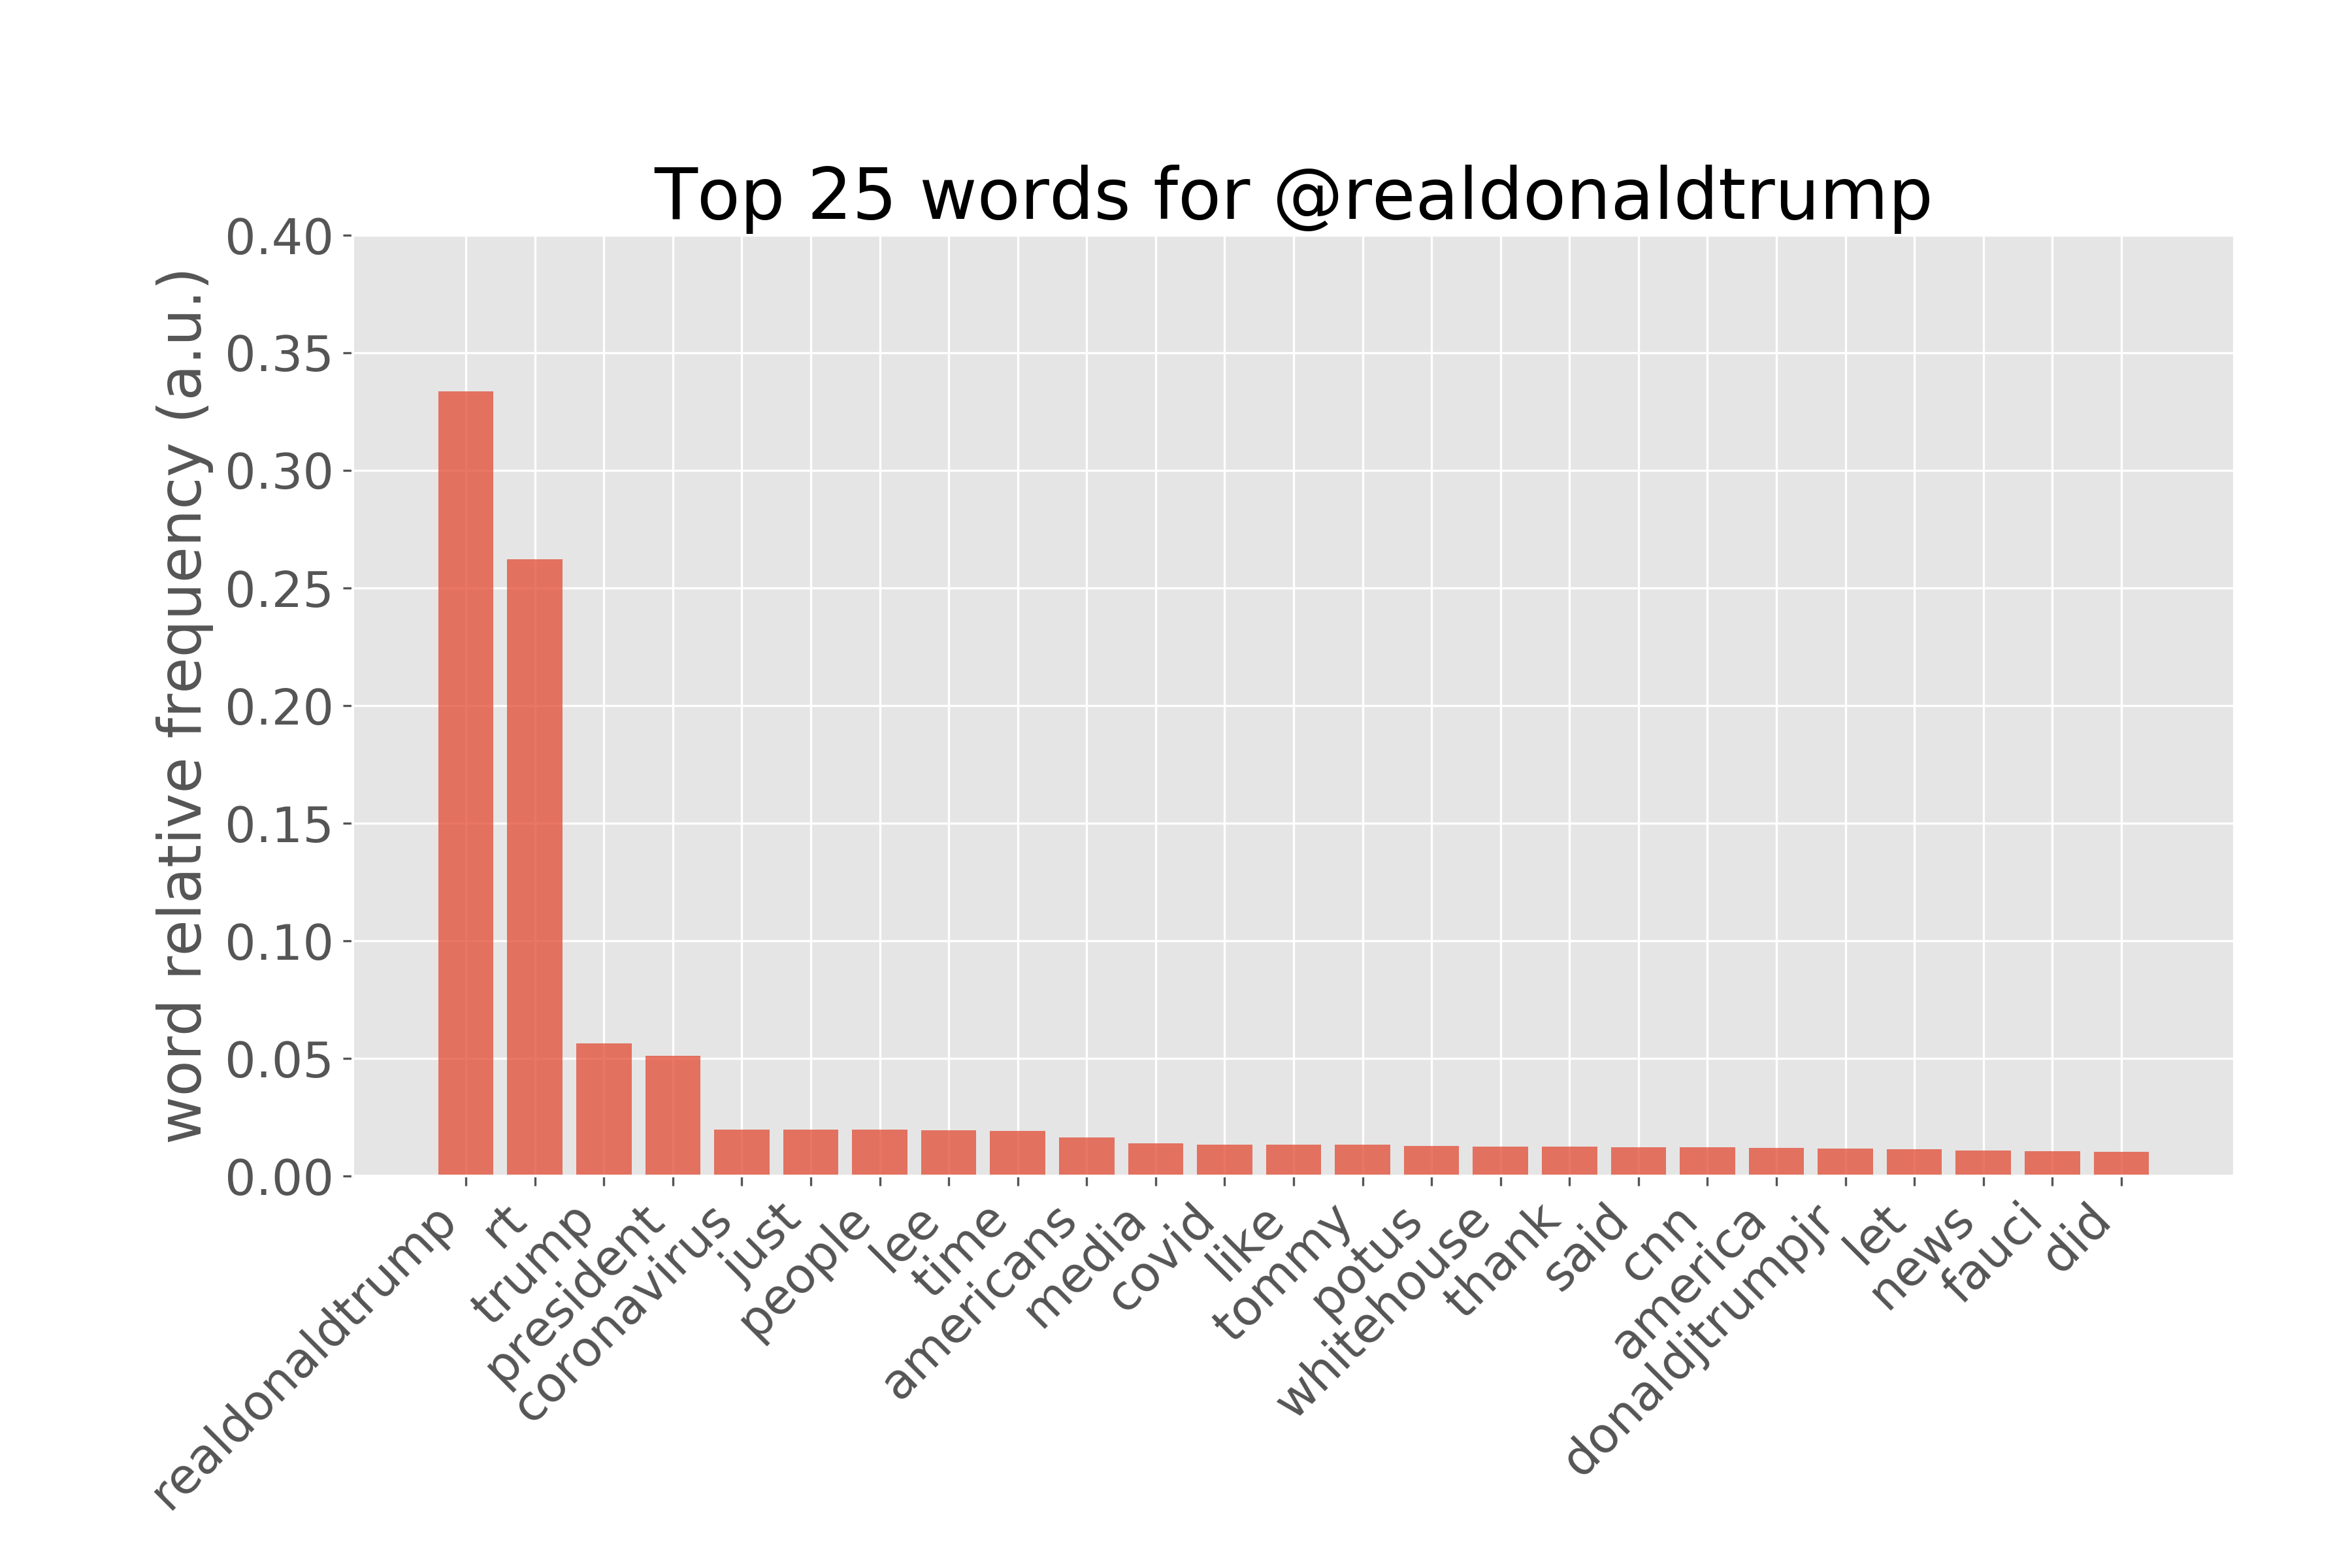 Top 25 words for @realdonaldtrump
word relative frequency (a.u.)
0.40
0.35
0.30
0.25
0.20
0.15
0.10
0.05
0.00
realdonaldtrump
rt
trump
president
coronavirus
just
people
lee
time
americans
media
covid
like
tommy
potus
whitehouse
thank
said
cnn
america
donaldjtrumpjr
let
news
fauci
did